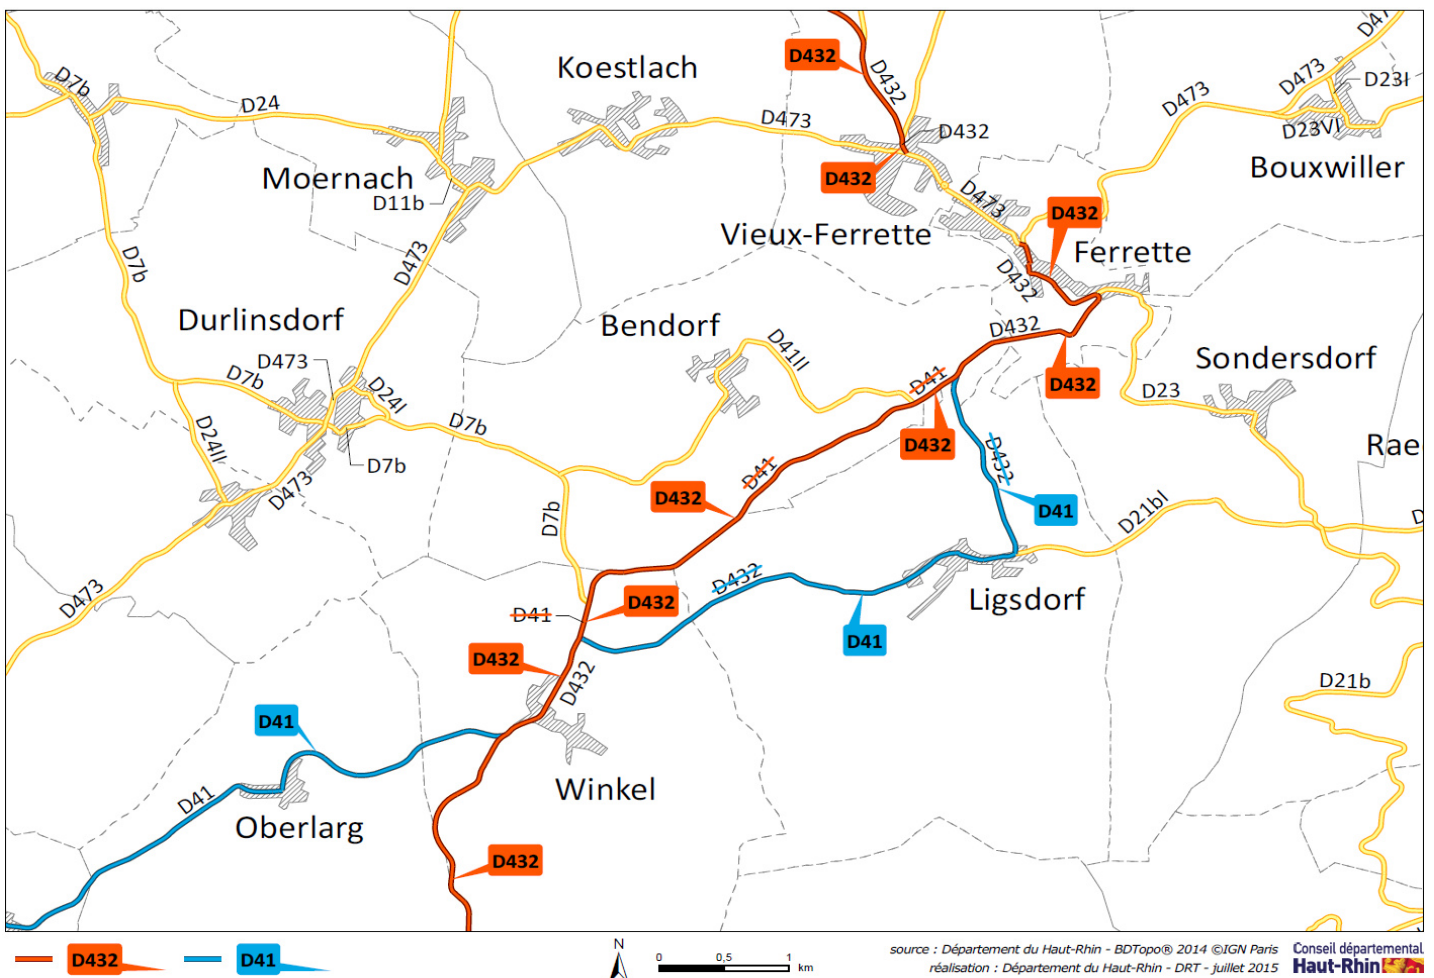 D432
D47
D7b
Koestlach
D432
D473
D23I
D24
D473
D473
D432
D23VI
Moernach
D432
Bouxwiller
D11b
D473
D432
Vieux-Ferrette
Ferrette
D473
D7b
D432
Durlinsdorf
Bendorf
D432
D41II
Sondersdorf
D473
D7b
D24I
D41
D432
D23
D24II
D7b
D432
D432
Rae
D7b
D41
D473
D432
D41
D21bI
D7b
D
D473
D432
D41
D432
Ligsdorf
D41
D432
D432
D21b
D41
D41
Winkel
Oberlarg
D432
D432
D41
N
0 0,5 1
km
source : Département du Haut-Rhin - BDTopo® 2014 ©IGN Paris
réalisation : Département du Haut-Rhin - DRT - juillet 2015
Conseil départemental
Haut-Rhin